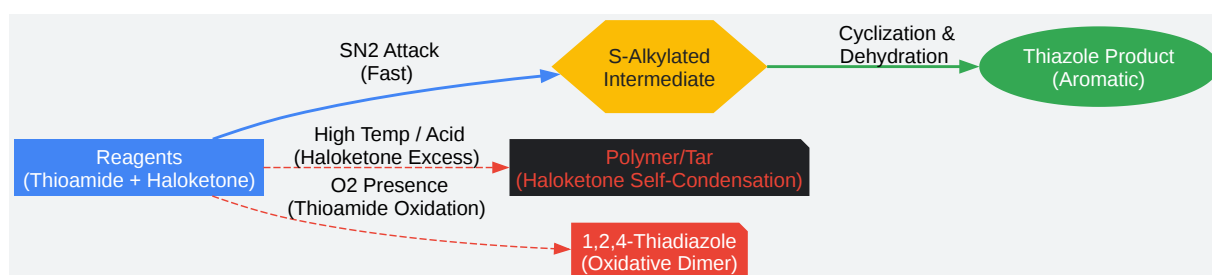 SN2 Attack
(Fast)
S-Alkylated
Intermediate
Cyclization &
Dehydration
Thiazole Product
(Aromatic)
Reagents
(Thioamide + Haloketone)
High Temp / Acid
(Haloketone Excess)
Polymer/Tar
(Haloketone Self-Condensation)
O2 Presence
(Thioamide Oxidation)
1,2,4-Thiadiazole
(Oxidative Dimer)